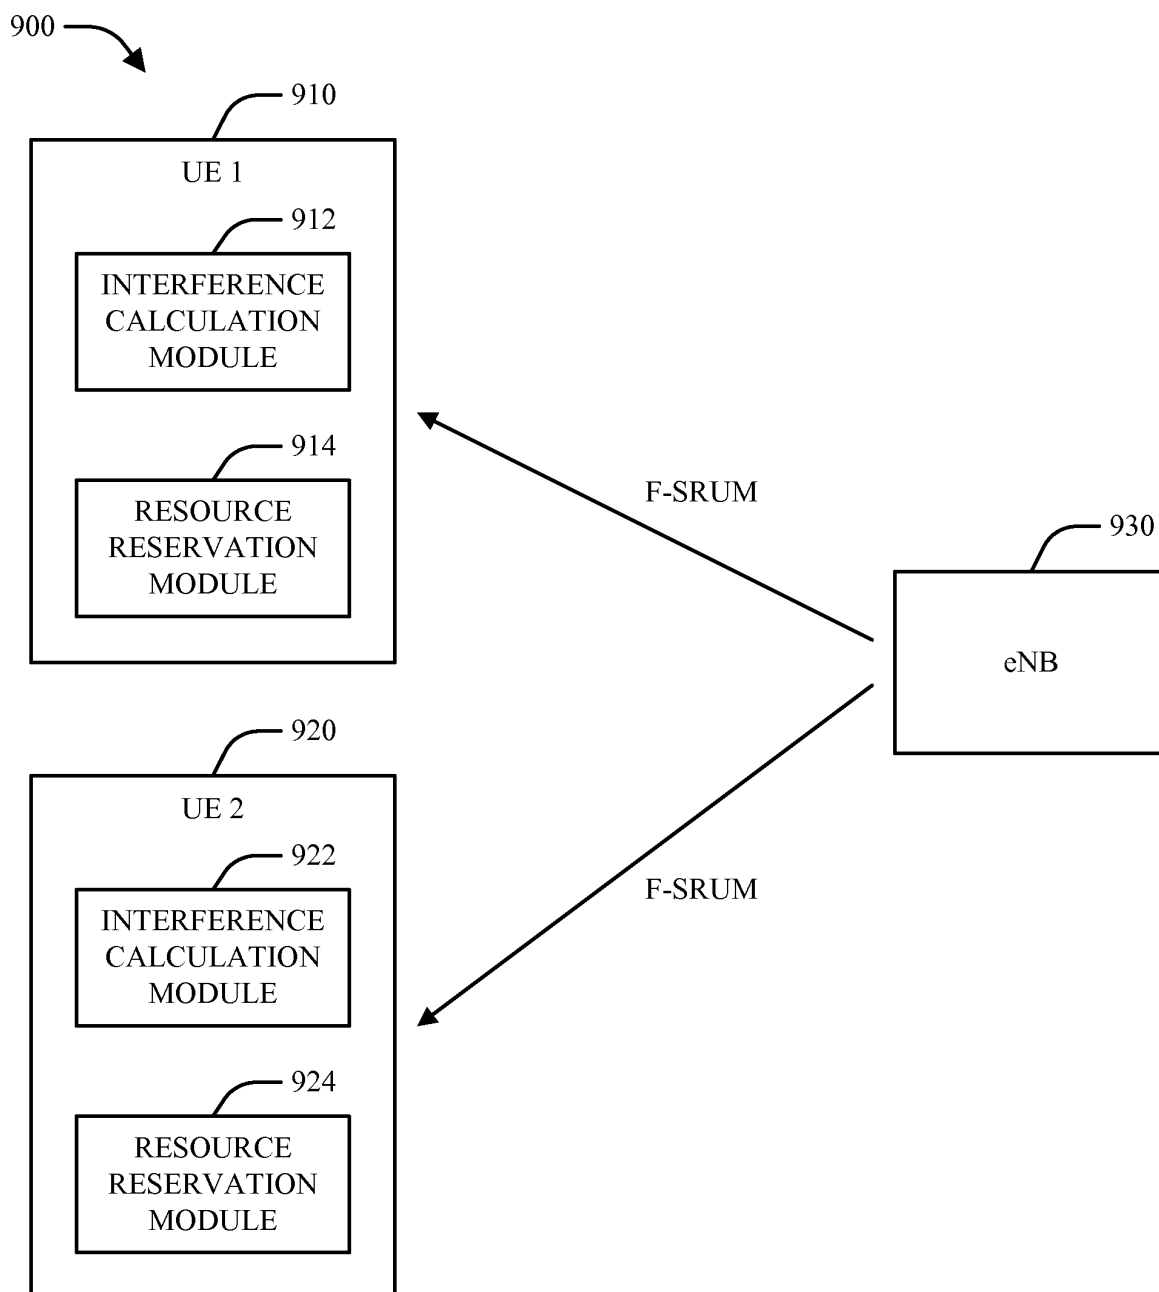 900
910
UE 1
912
INTERFERENCE
CALCULATION
MODULE
914
RESOURCE
RESERVATION
MODULE
F-SRUM
930
eNB
920
UE 2
922
INTERFERENCE
CALCULATION
MODULE
F-SRUM
924
RESOURCE
RESERVATION
MODULE